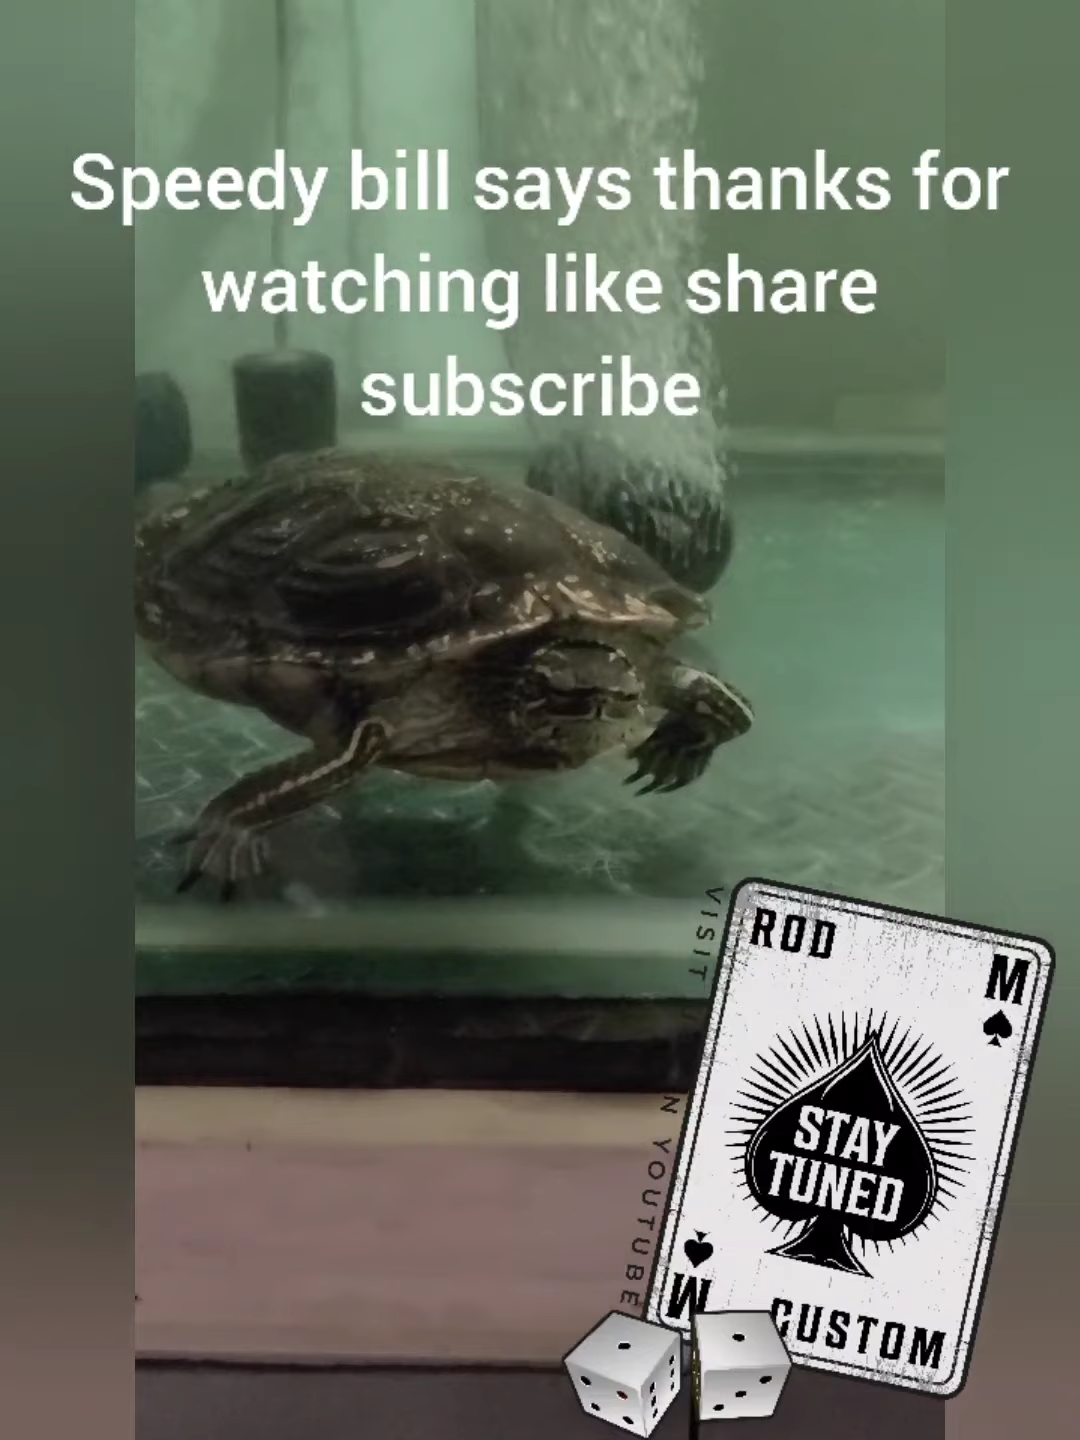 Speedy bill says thanks for
watching like share
subscribe
VISIT
ROD
M
STAY
TUNED
N YOUTUBE
M
CUSTOM